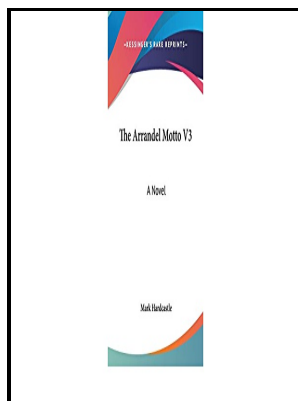 •KESSINGER'S RARE REPRINTS•
The Arrandel Motto V3
A Novel
Mark Hardcastle